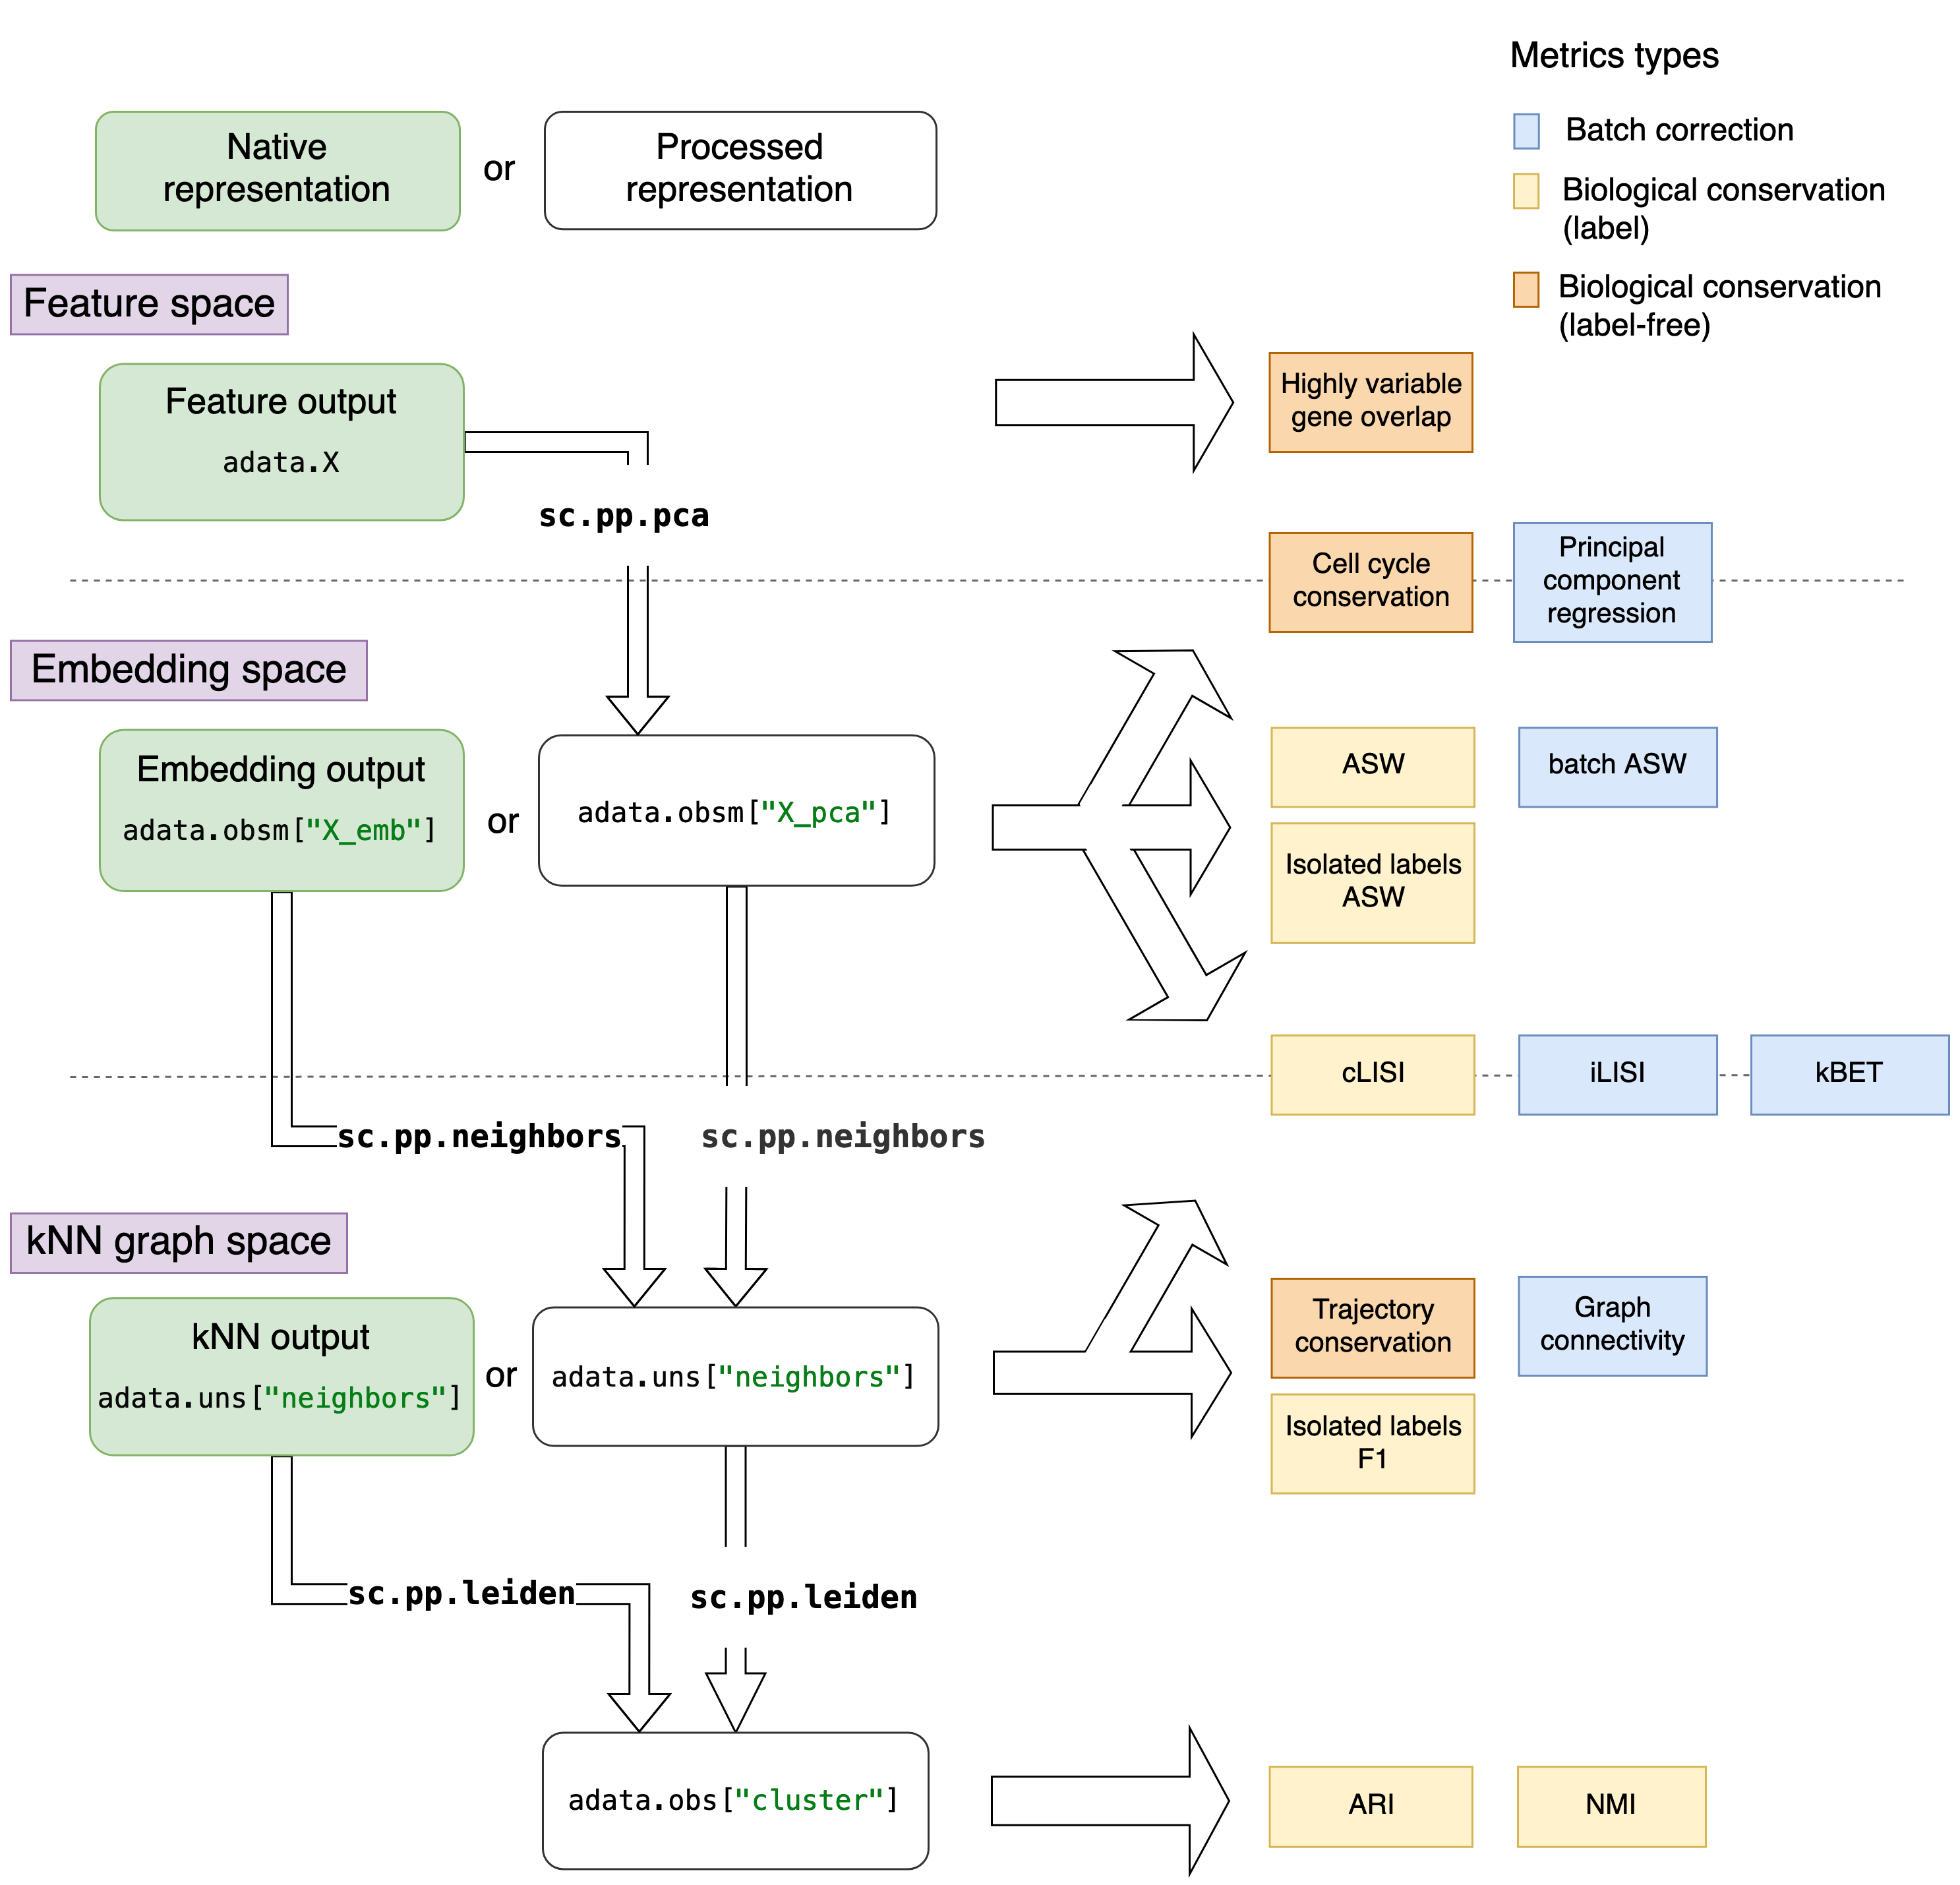 Metrics types
Batch correction
Biological conservation
(label)
Biological conservation
(label-free)
Native
representation
or
Processed
representation
Feature space
Feature output
adata.X
sc.pp.pca
Highly variable
gene overlap
Cell cycle
conservation
Principal
component
regression
Embedding space
Embedding output
adata.obsm["X_emb"]
or
adata.obsm["X_pca"]
ASW
batch ASW
Isolated labels
ASW
cLISI
iLISI
kBET
sc.pp.neighbors
sc.pp.neighbors
kNN graph space
kNN output
adata.uns["neighbors"]
or
adata.uns["neighbors"]
Trajectory
conservation
Graph
connectivity
Isolated labels
F1
sc.pp.leiden
sc.pp.leiden
adata.obs["cluster"]
ARI
NMI